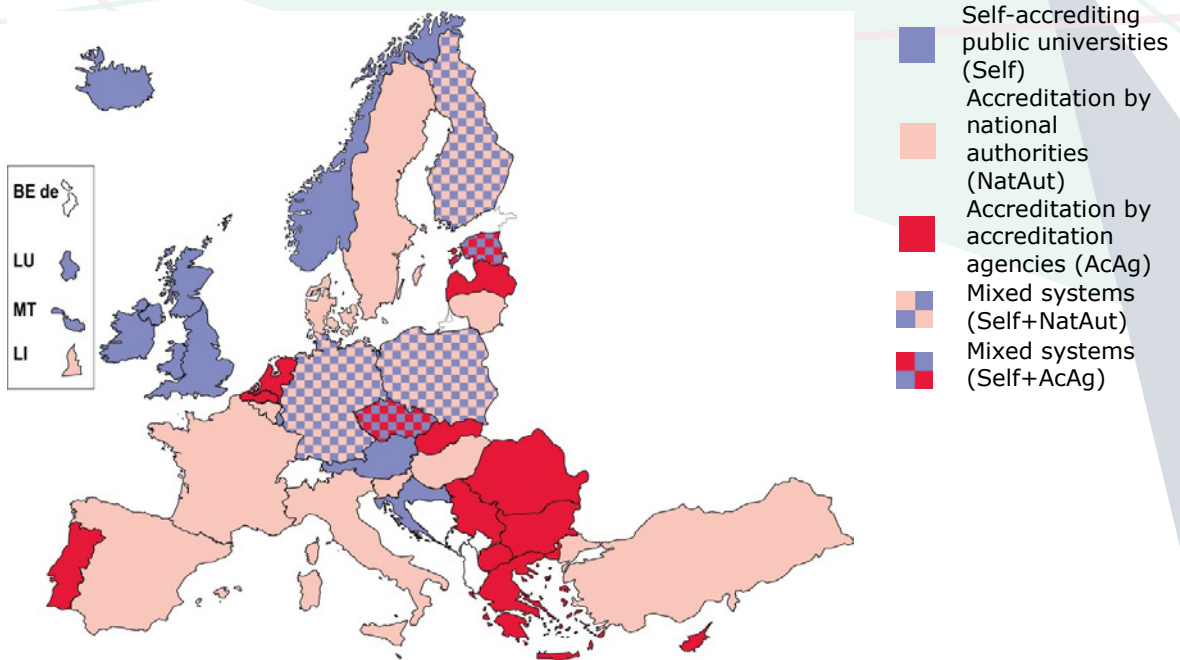 BE de
LU
MT
LI
Self-accrediting
public universities
(Self)
Accreditation by
national
authorities
(NatAut)
Accreditation by
accreditation
agencies (AcAg)
Mixed systems
(Self+NatAut)
Mixed systems
(Self+AcAg)